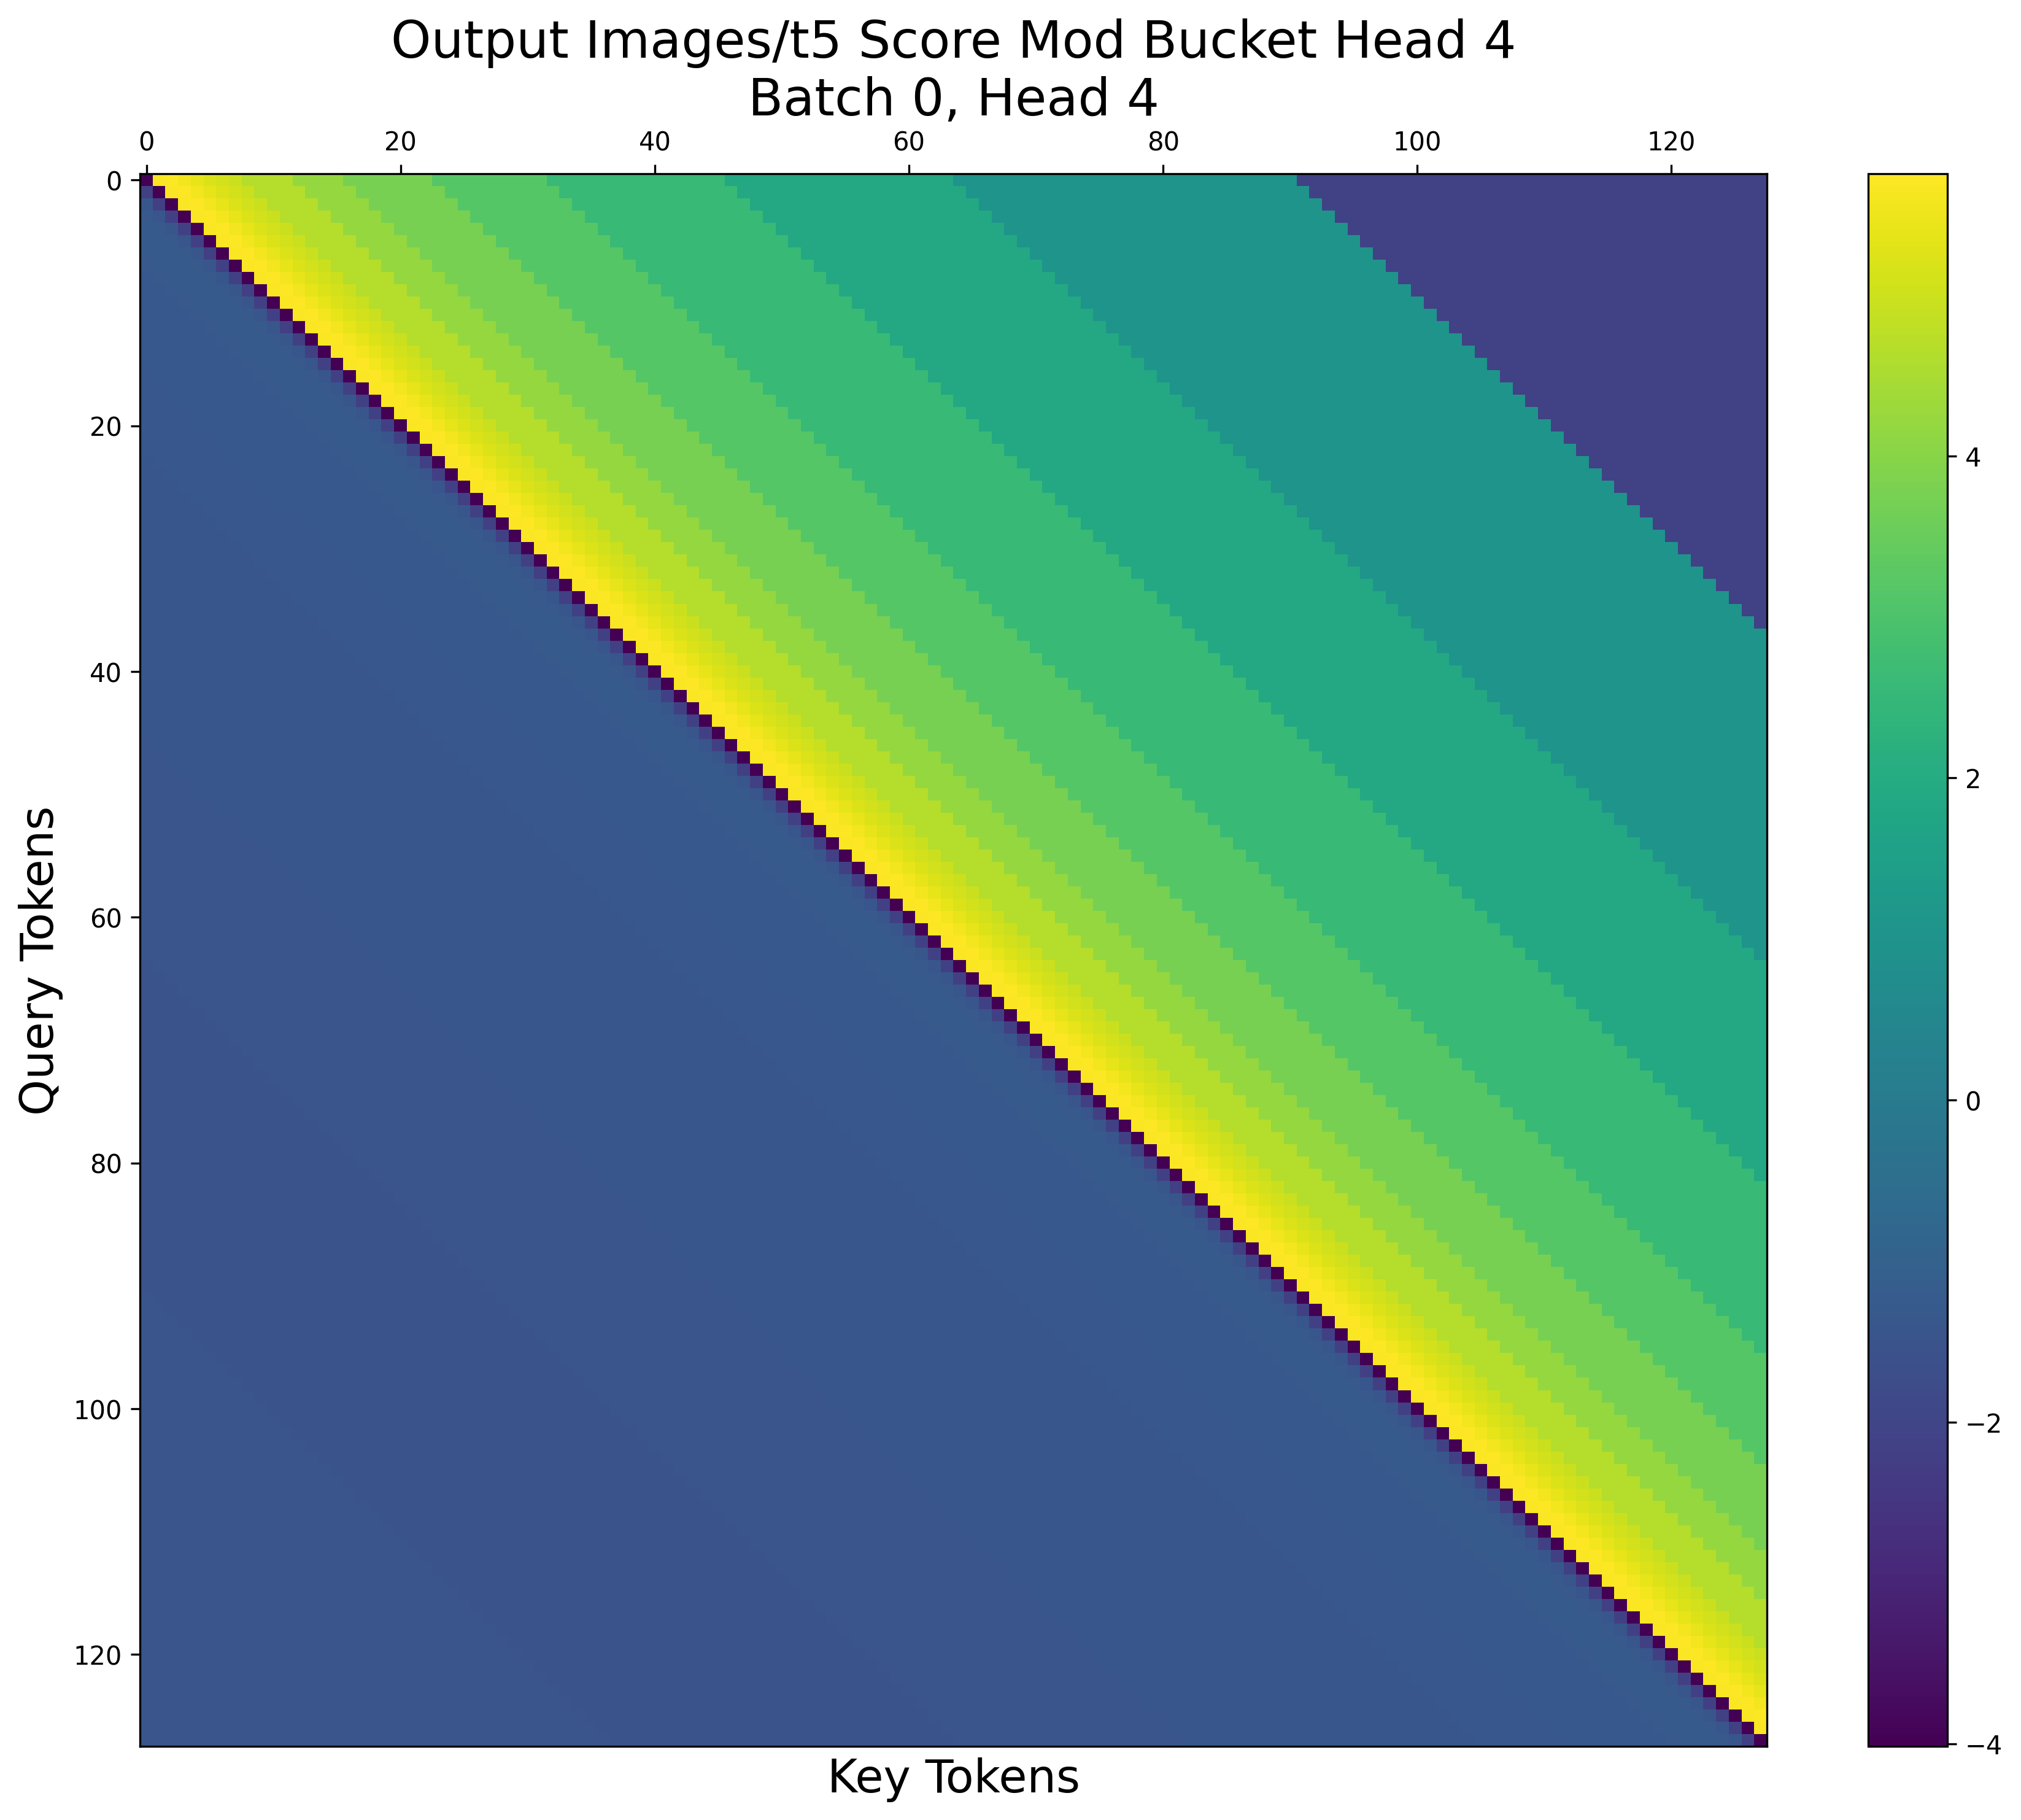 Output Images/t5 Score Mod Bucket Head 4
Batch 0, Head 4
0 20 40 60 80 100 120
0
20
40
60
80
100
120
Query Tokens
Key Tokens
4
2
0
−2
−4